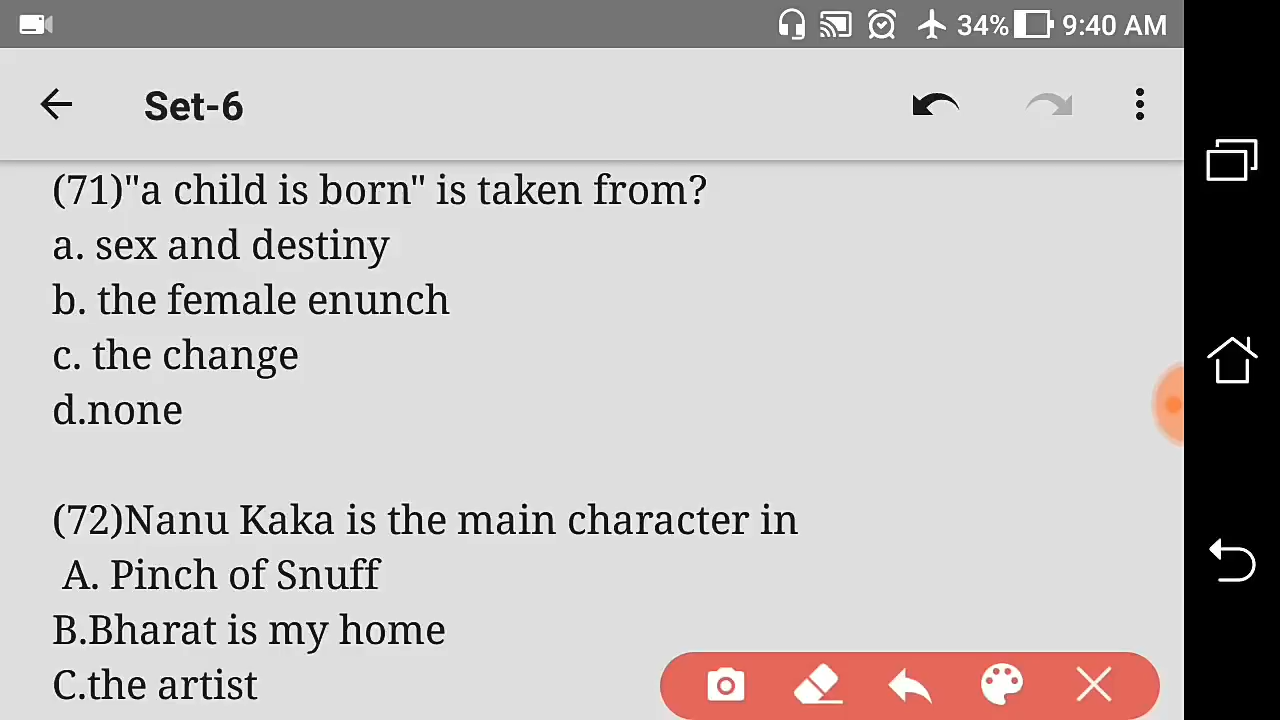 34% 9:40 AM
Set-6
(71)"a child is born" is taken from?
a. sex and destiny
b. the female enunch
c. the change
d.none
(72)Nanu Kaka is the main character in
A. Pinch of Snuff
B.Bharat is my home
C.the artist